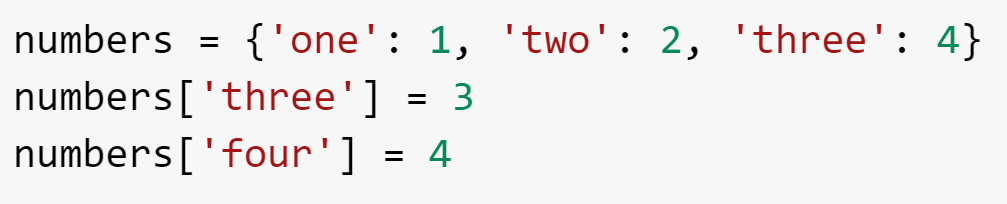 numbers = {'one': 1, 'two': 2, 'three': 4}
numbers['three'] = 3
numbers['four'] = 4